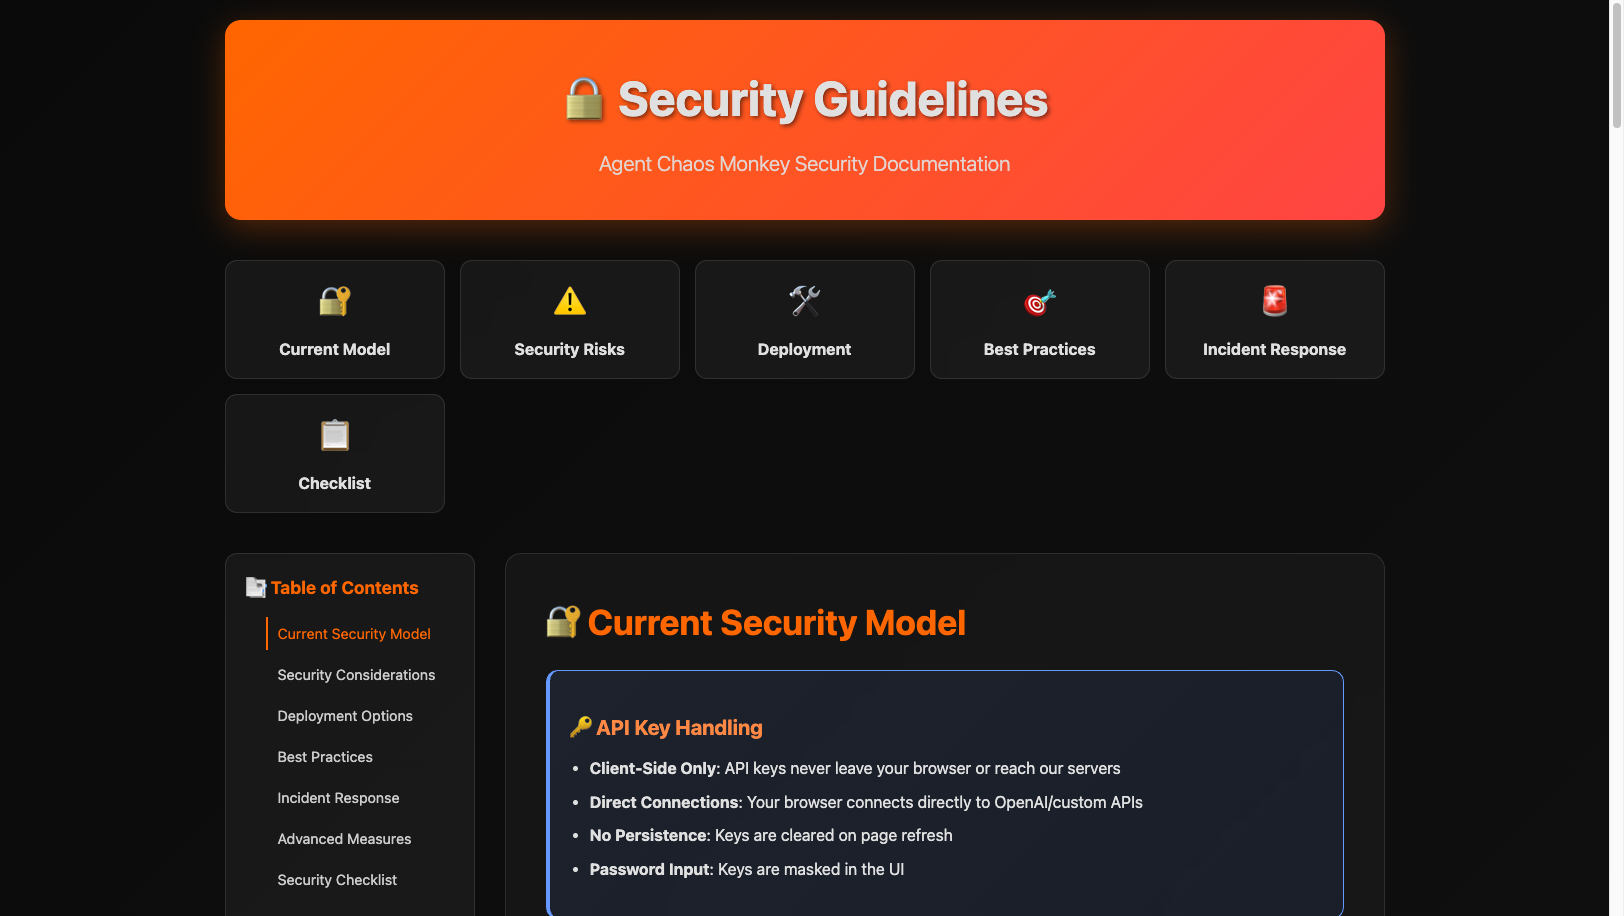 Security Guidelines
Agent Chaos Monkey Security Documentation
Current Model
Security Risks
Deployment
Best Practices
Incident Response
Checklist
Table of Contents
Current Security Model
Security Considerations
Deployment Options
Best Practices
Incident Response
Advanced Measures
Security Checklist
Current Security Model
API Key Handling
• Client-Side Only: API keys never leave your browser or reach our servers
• Direct Connections: Your browser connects directly to OpenAI/custom APIs
• No Persistence: Keys are cleared on page refresh
• Password Input: Keys are masked in the UI